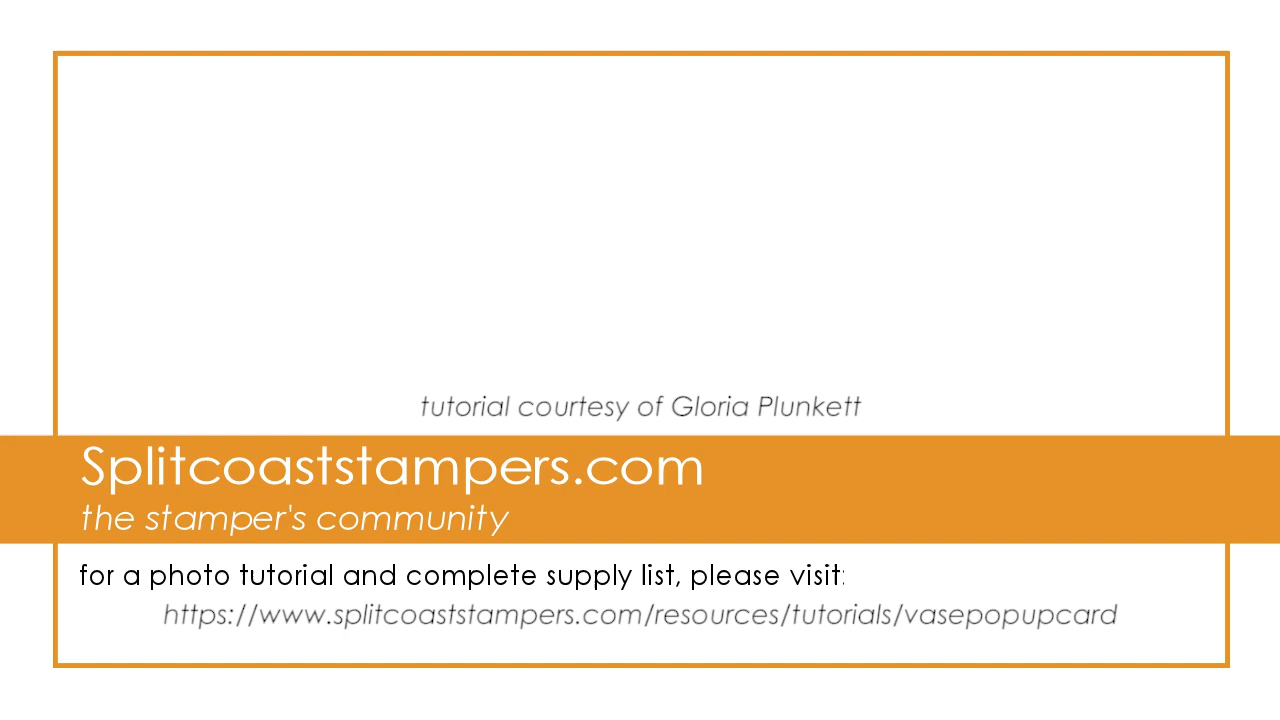 tutorial courtesy of Gloria Plunkett
Splitcoaststampers.com
the stamper's community
for a photo tutorial and complete supply list, please visit:
https://www.splitcoaststampers.com/resources/tutorials/vasepopupcard